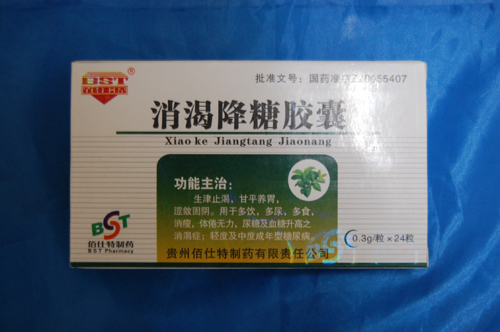 BST
®
批准文号：国药准字Z20055407
消渴降糖胶囊
Xiao ke Jiangtang Jiaonang
功能主治：
生津止渴、甘平养胃，
涩敛固阴。用于多饮，多尿，多食，
消瘦，体倦无力，尿糖及血糖升高之
消渴症；轻度及中度成年型糖尿病。
BST
佰仕特制药
BST Pharmacy
0.3g/粒×24粒
贵州佰仕特制药有限责任公司